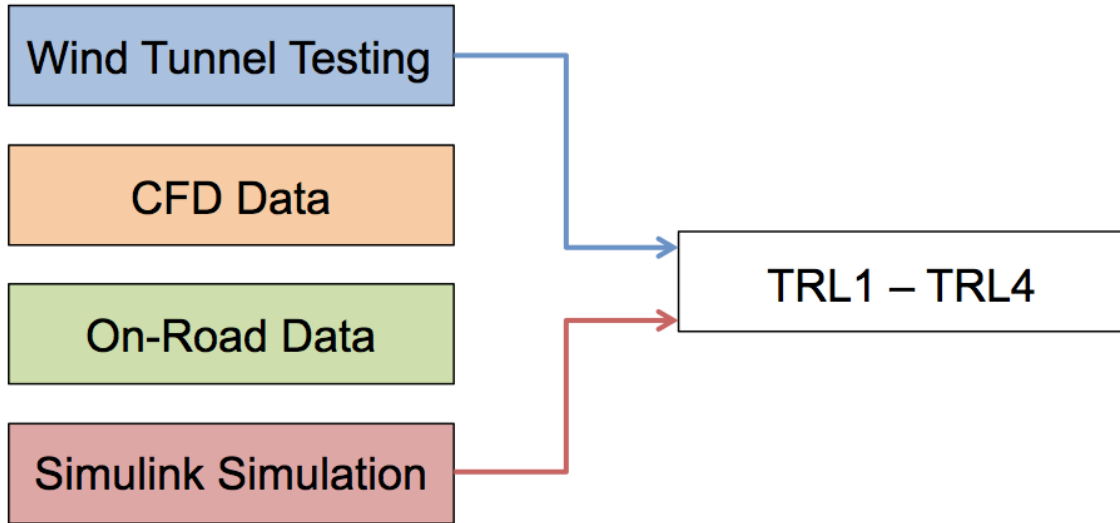 Wind Tunnel Testing
CFD Data
On-Road Data
Simulink Simulation
TRL1 – TRL4